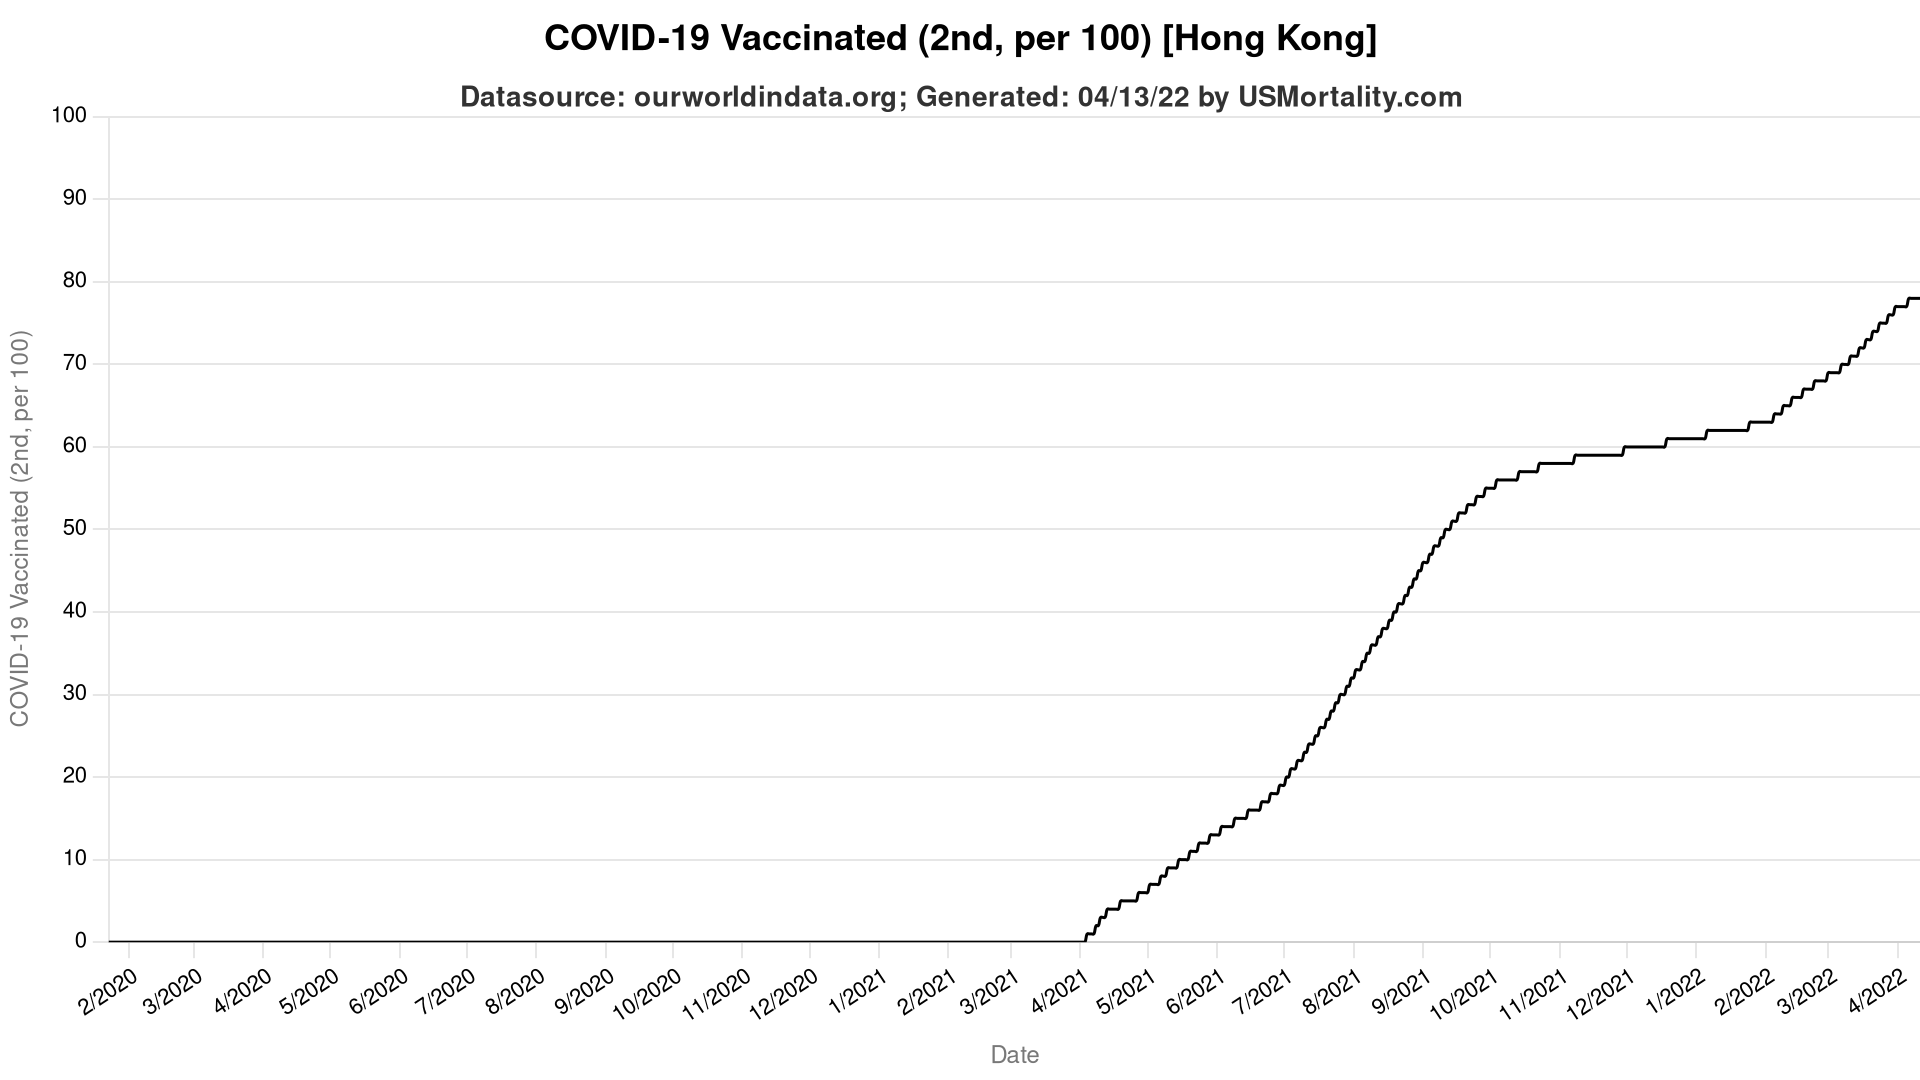 COVID-19 Vaccinated (2nd, per 100) [Hong Kong]
Datasource: ourworldindata.org; Generated: 04/13/22 by USMortality.com
COVID-19 Vaccinated (2nd, per 100)
100
90
80
70
60
50
40
30
20
10
0
2/2020 3/2020 4/2020 5/2020 6/2020 7/2020 8/2020 9/2020 10/2020 11/2020 12/2020 1/2021 2/2021 3/2021 4/2021 5/2021 6/2021 7/2021 8/2021 9/2021 10/2021 11/2021 12/2021 1/2022 2/2022 3/2022 4/2022
Date